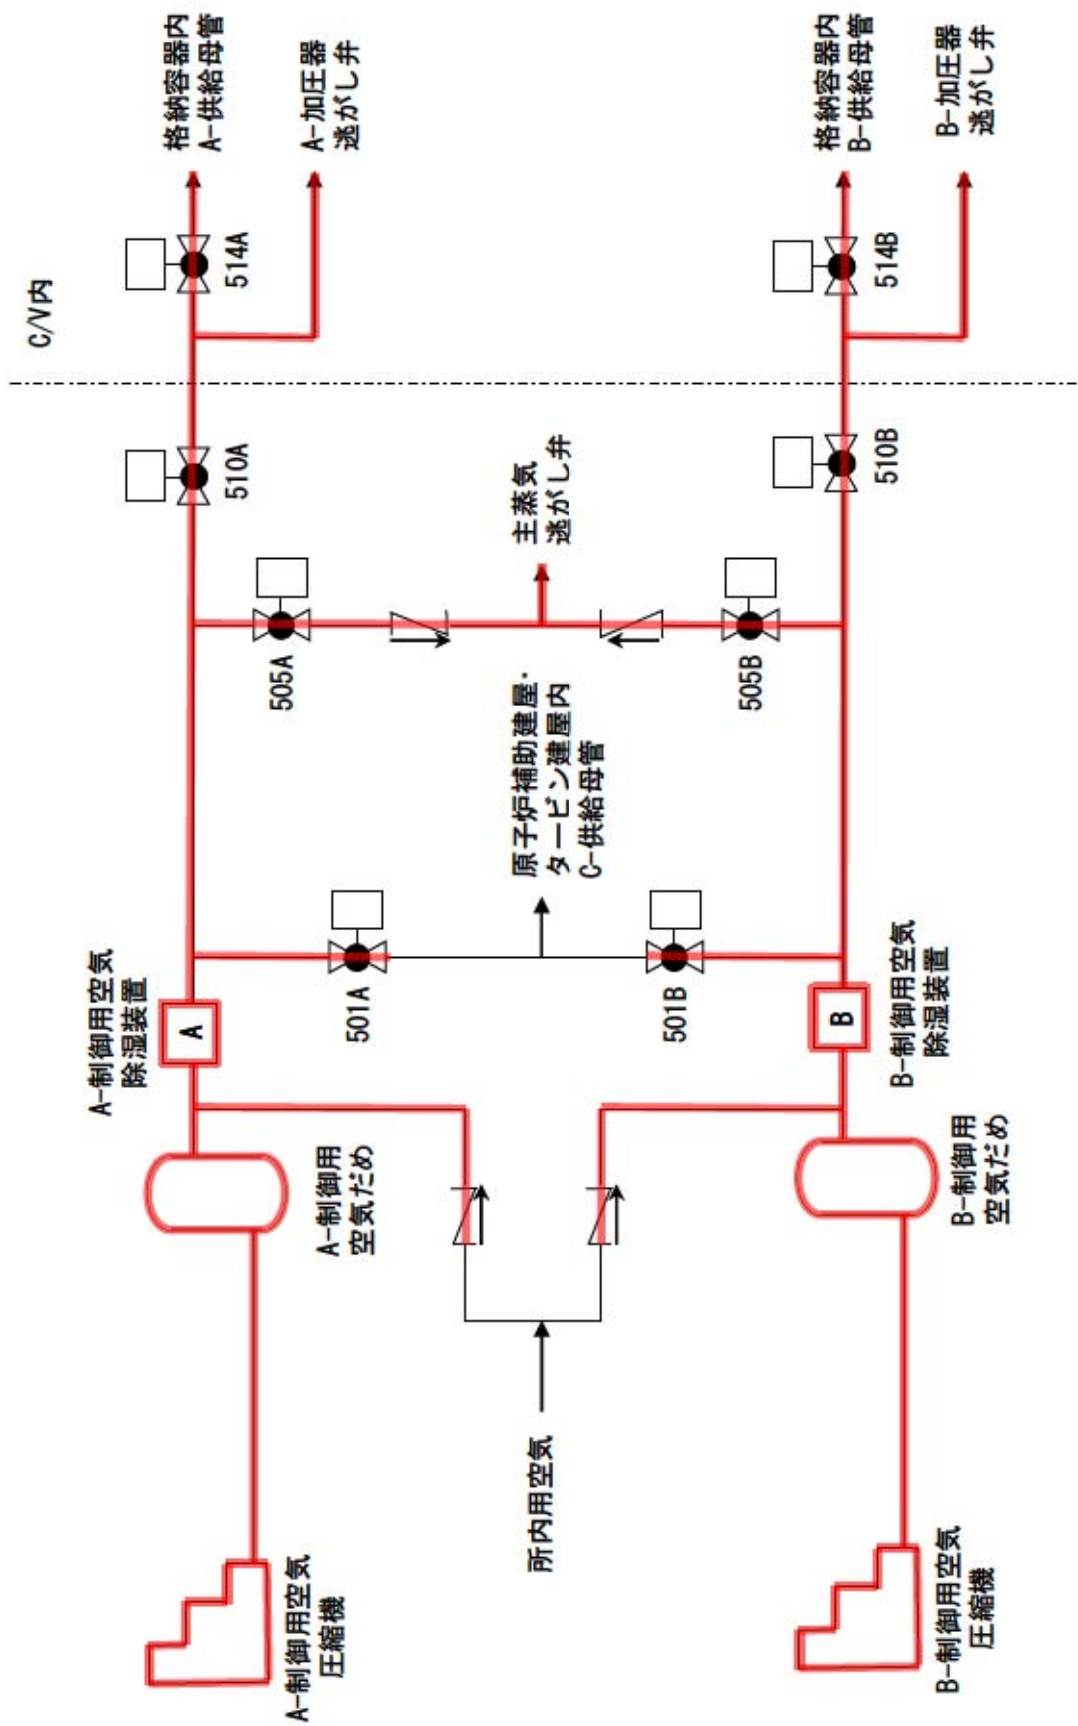 C/V内
格納容器内
A-供給母管
A-加圧器
逃がし弁
514A
510A
505A
主蒸気
逃がし弁
原子炉補助建屋・
タービン建屋内
C-供給母管
501A
501B
505B
510B
514B
格納容器内
B-供給母管
B-加圧器
逃がし弁
A-制御用空気
除湿装置
A
A-制御用
空気だめ
A-制御用空気
圧縮機
所内用空気
B-制御用空気
除湿装置
B
B-制御用
空気だめ
B-制御用空気
圧縮機